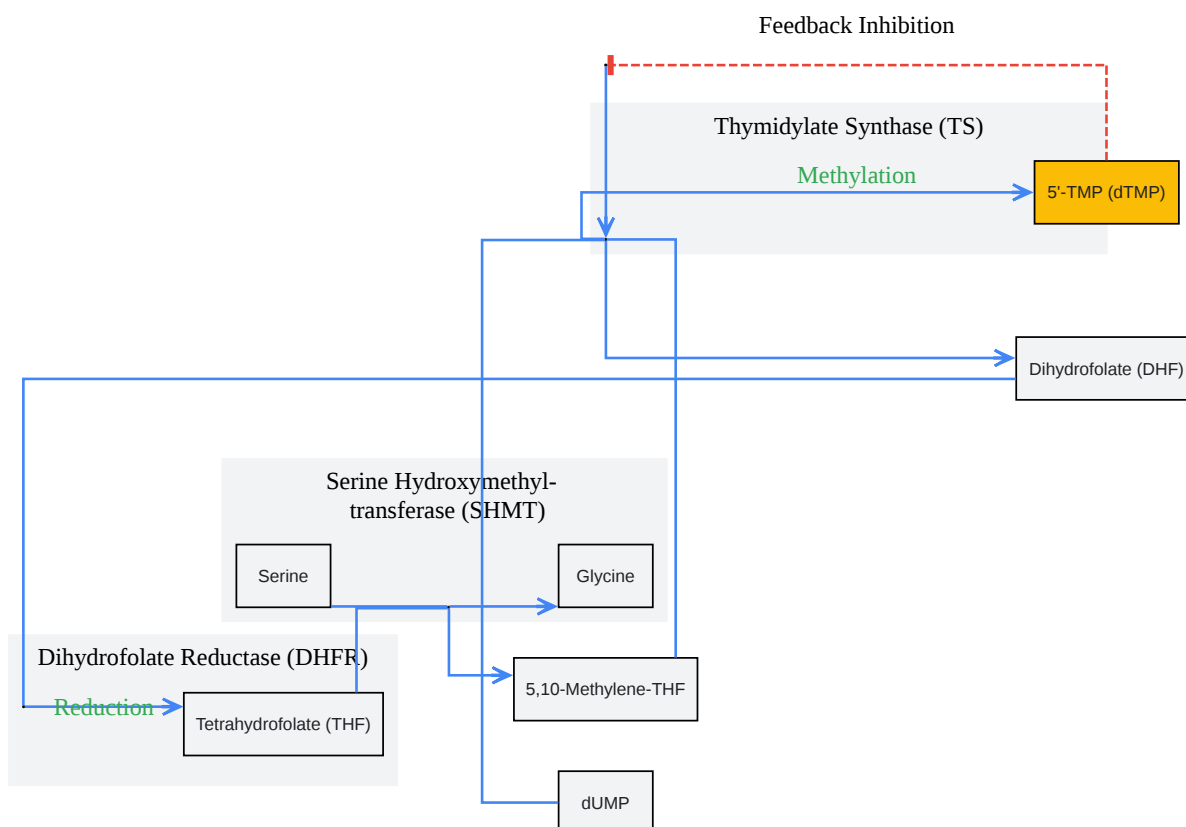 Feedback Inhibition
Thymidylate Synthase (TS)
Methylation
5'-TMP (dTMP)
Dihydrofolate (DHF)
Serine Hydroxymethyl-
transferase (SHMT)
Serine
Glycine
Dihydrofolate Reductase (DHFR)
5,10-Methylene-THF
Reduction
Tetrahydrofolate (THF)
dUMP